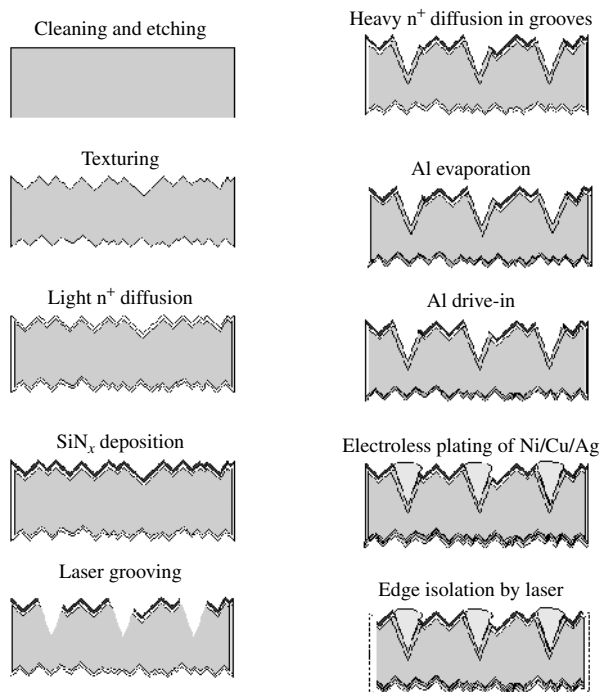 Cleaning and etching
Texturing
Light n⁺ diffusion
SiNₓ deposition
Laser grooving
Heavy n⁺ diffusion in grooves
Al evaporation
Al drive-in
Electroless plating of Ni/Cu/Ag
Edge isolation by laser